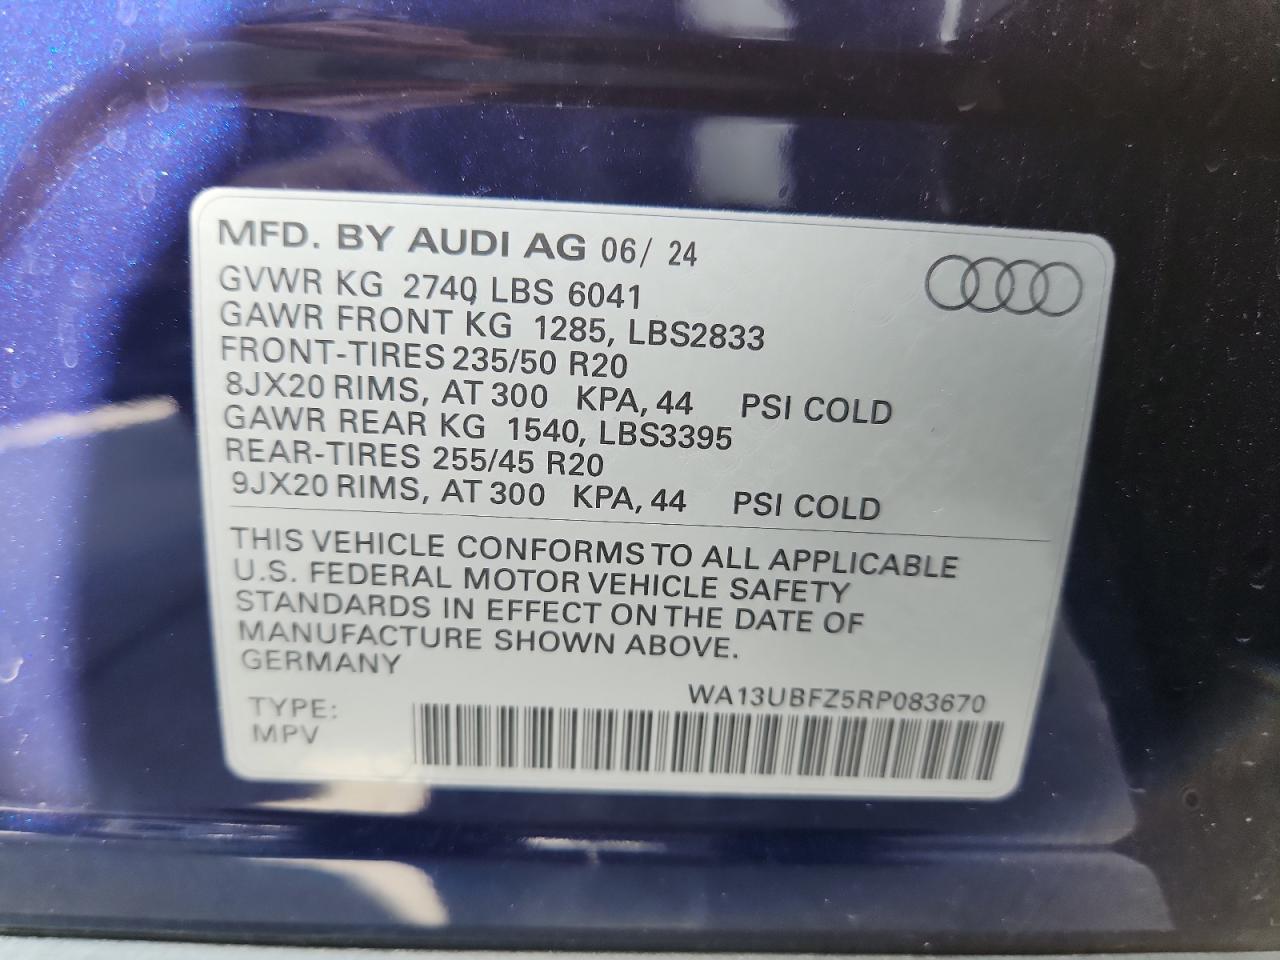 MFD. BY AUDI AG 06/ 24
GVWR KG 2740 LBS 6041
GAWR FRONT KG 1285, LBS2833
FRONT-TIRES 235/50 R20
8JX20 RIMS, AT 300 KPA, 44 PSI COLD
GAWR REAR KG 1540, LBS3395
REAR-TIRES 255/45 R20
9JX20 RIMS, AT 300 KPA, 44 PSI COLD
THIS VEHICLE CONFORMS TO ALL APPLICABLE
U.S. FEDERAL MOTOR VEHICLE SAFETY
STANDARDS IN EFFECT ON THE DATE OF
MANUFACTURE SHOWN ABOVE.
GERMANY
WA13UBFZ5RP083670
TYPE:
MPV